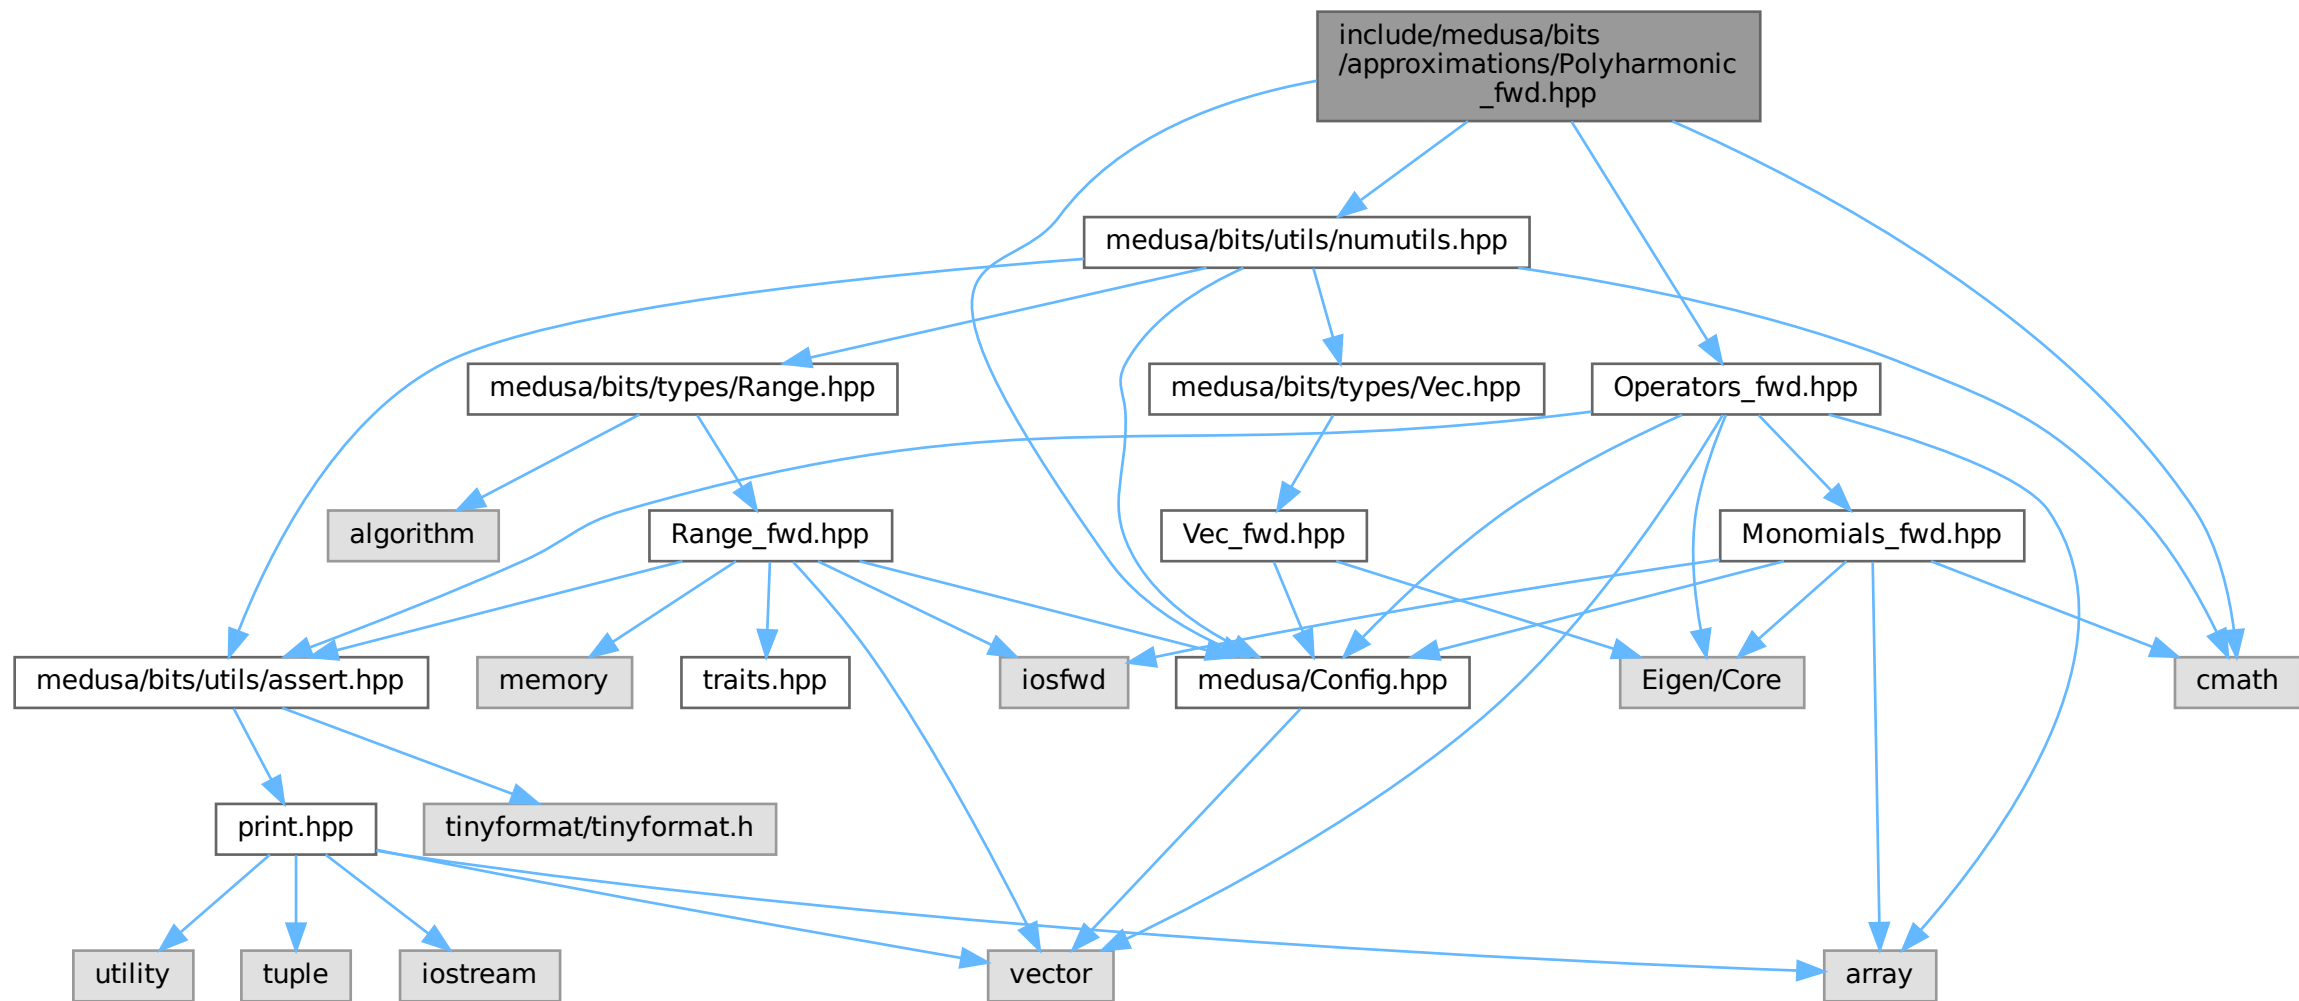 include/medusa/bits
/approximations/Polyharmonic
_fwd.hpp
medusa/bits/utils/numutils.hpp
medusa/bits/types/Range.hpp
medusa/bits/types/Vec.hpp
Operators_fwd.hpp
algorithm
Range_fwd.hpp
Vec_fwd.hpp
Monomials_fwd.hpp
medusa/bits/utils/assert.hpp
memory
traits.hpp
iosfwd
medusa/Config.hpp
Eigen/Core
cmath
print.hpp
tinyformat/tinyformat.h
utility
tuple
iostream
vector
array